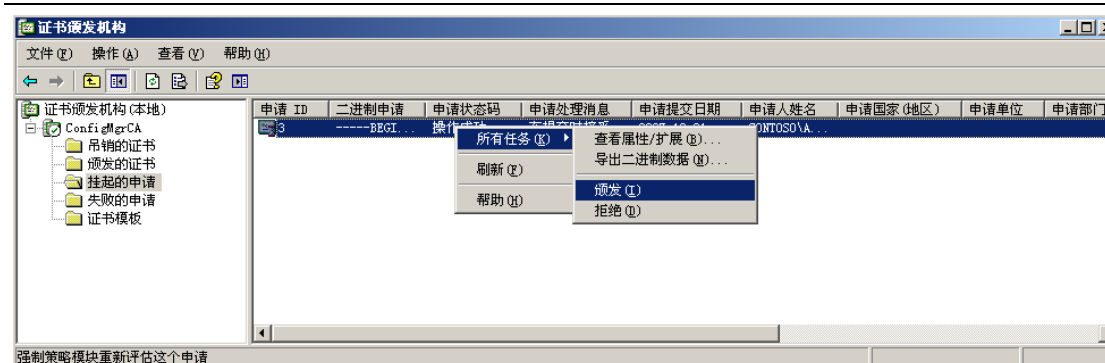 证书颁发机构
文件(F) 操作(A) 查看(V) 帮助(H)
证书颁发机构(本地)
ConfigMgrCA
吊销的证书
颁发的证书
挂起的申请
失败的申请
证书模板
申请 ID 二进制申请 申请状态码 申请处理消息 申请提交日期 申请人姓名 申请国家(地区) 申请单位 申请部门
3 -----BEGI... CONTOSO\A...
所有任务(K)
刷新(F)
帮助(H)
查看属性/扩展(R)...
导出二进制数据(N)...
颁发(I)
拒绝(D)
强制策略模块重新评估这个申请